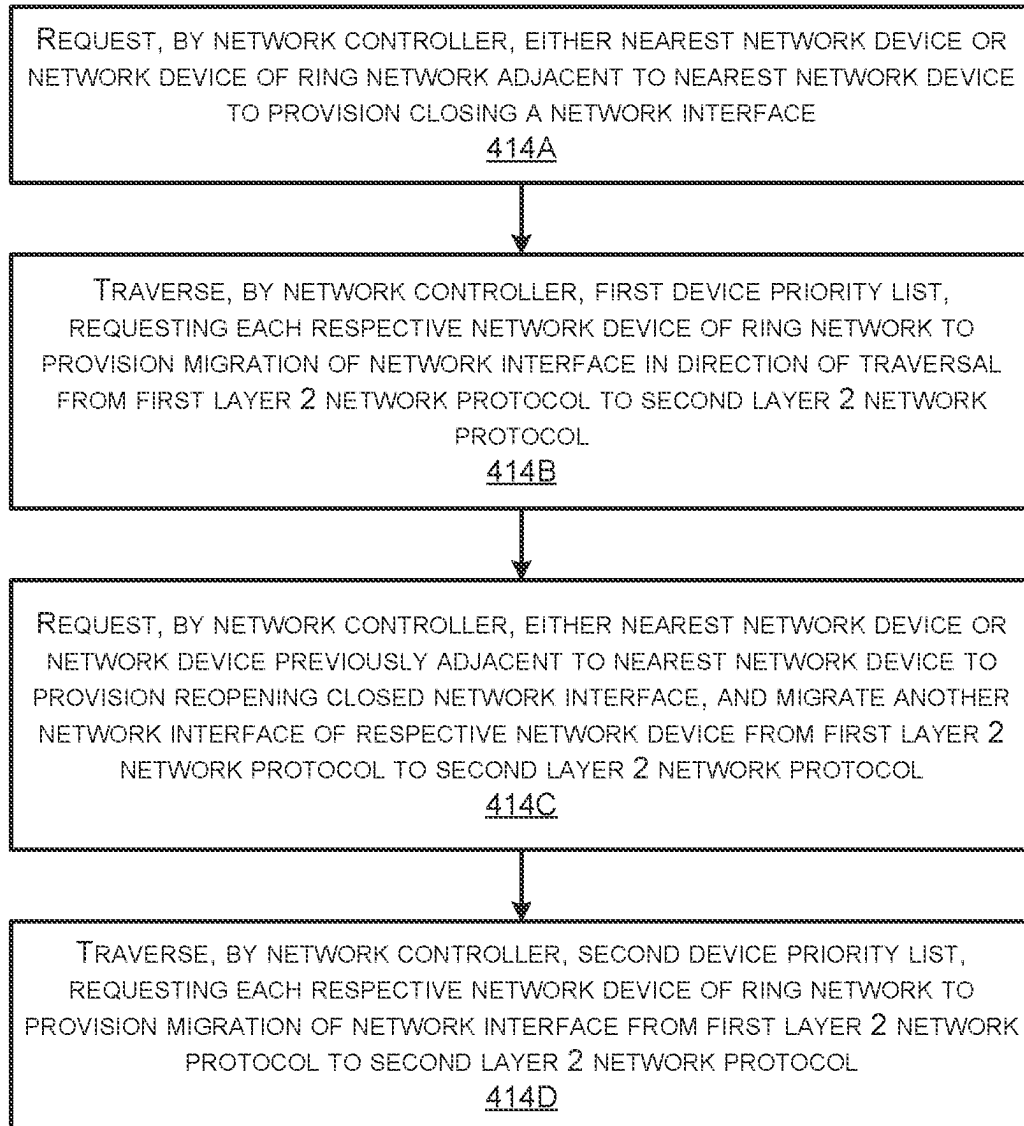 REQUEST, BY NETWORK CONTROLLER, EITHER NEAREST NETWORK DEVICE OR
NETWORK DEVICE OF RING NETWORK ADJACENT TO NEAREST NETWORK DEVICE
TO PROVISION CLOSING A NETWORK INTERFACE
414A
TRAVERSE, BY NETWORK CONTROLLER, FIRST DEVICE PRIORITY LIST,
REQUESTING EACH RESPECTIVE NETWORK DEVICE OF RING NETWORK TO
PROVISION MIGRATION OF NETWORK INTERFACE IN DIRECTION OF TRAVERSAL
FROM FIRST LAYER 2 NETWORK PROTOCOL TO SECOND LAYER 2 NETWORK
PROTOCOL
414B
REQUEST, BY NETWORK CONTROLLER, EITHER NEAREST NETWORK DEVICE OR
NETWORK DEVICE PREVIOUSLY ADJACENT TO NEAREST NETWORK DEVICE TO
PROVISION REOPENING CLOSED NETWORK INTERFACE, AND MIGRATE ANOTHER
NETWORK INTERFACE OF RESPECTIVE NETWORK DEVICE FROM FIRST LAYER 2
NETWORK PROTOCOL TO SECOND LAYER 2 NETWORK PROTOCOL
414C
TRAVERSE, BY NETWORK CONTROLLER, SECOND DEVICE PRIORITY LIST,
REQUESTING EACH RESPECTIVE NETWORK DEVICE OF RING NETWORK TO
PROVISION MIGRATION OF NETWORK INTERFACE FROM FIRST LAYER 2 NETWORK
PROTOCOL TO SECOND LAYER 2 NETWORK PROTOCOL
414D